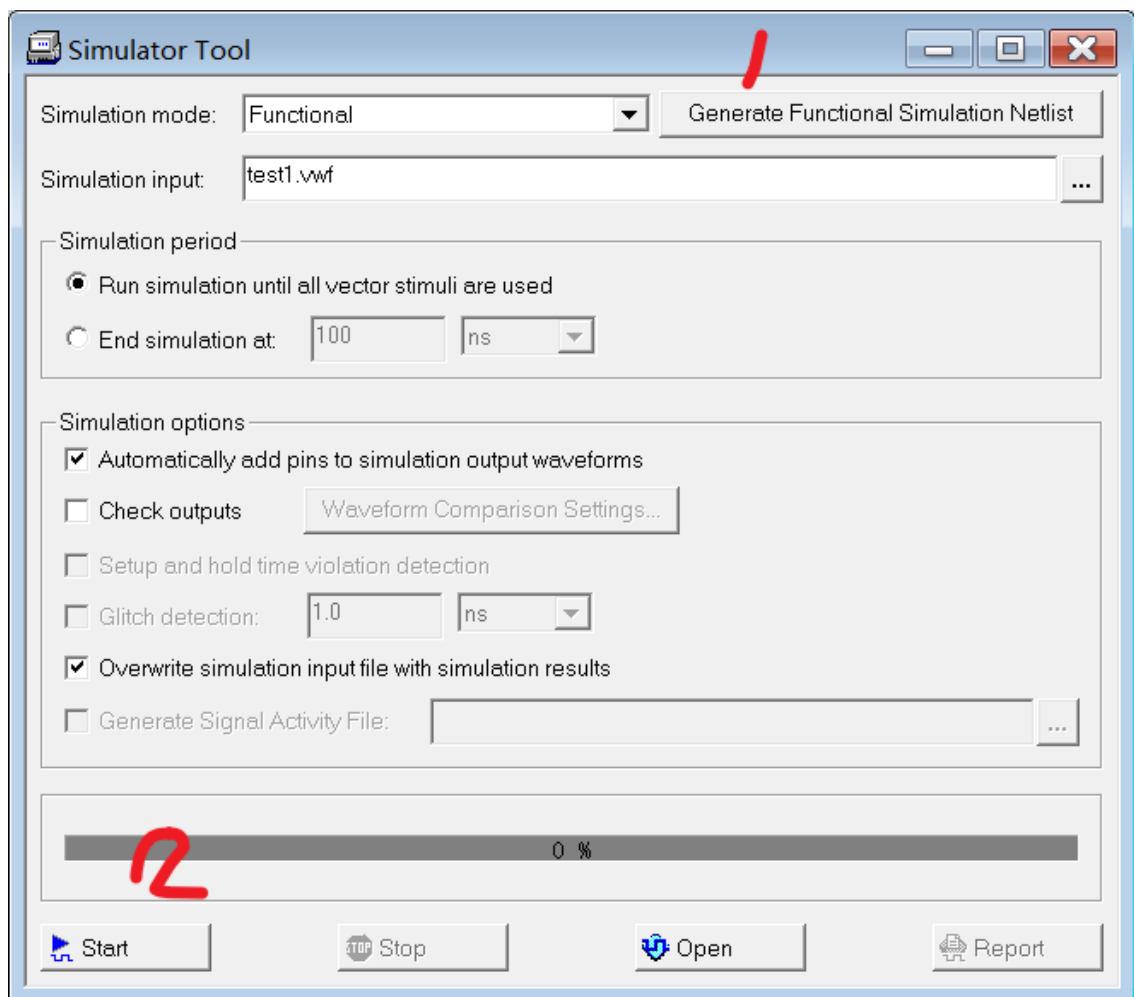 Simulator Tool
1
Simulation mode: Functional Generate Functional Simulation Netlist
Simulation input: test1.vwf ...
Simulation period
Run simulation until all vector stimuli are used
End simulation at: 100 ns
Simulation options
Automatically add pins to simulation output waveforms
Check outputs Waveform Comparison Settings...
Setup and hold time violation detection
Glitch detection: 1.0 ns
Overwrite simulation input file with simulation results
Generate Signal Activity File: ...
0 %
2
Start STOP Stop Open Report